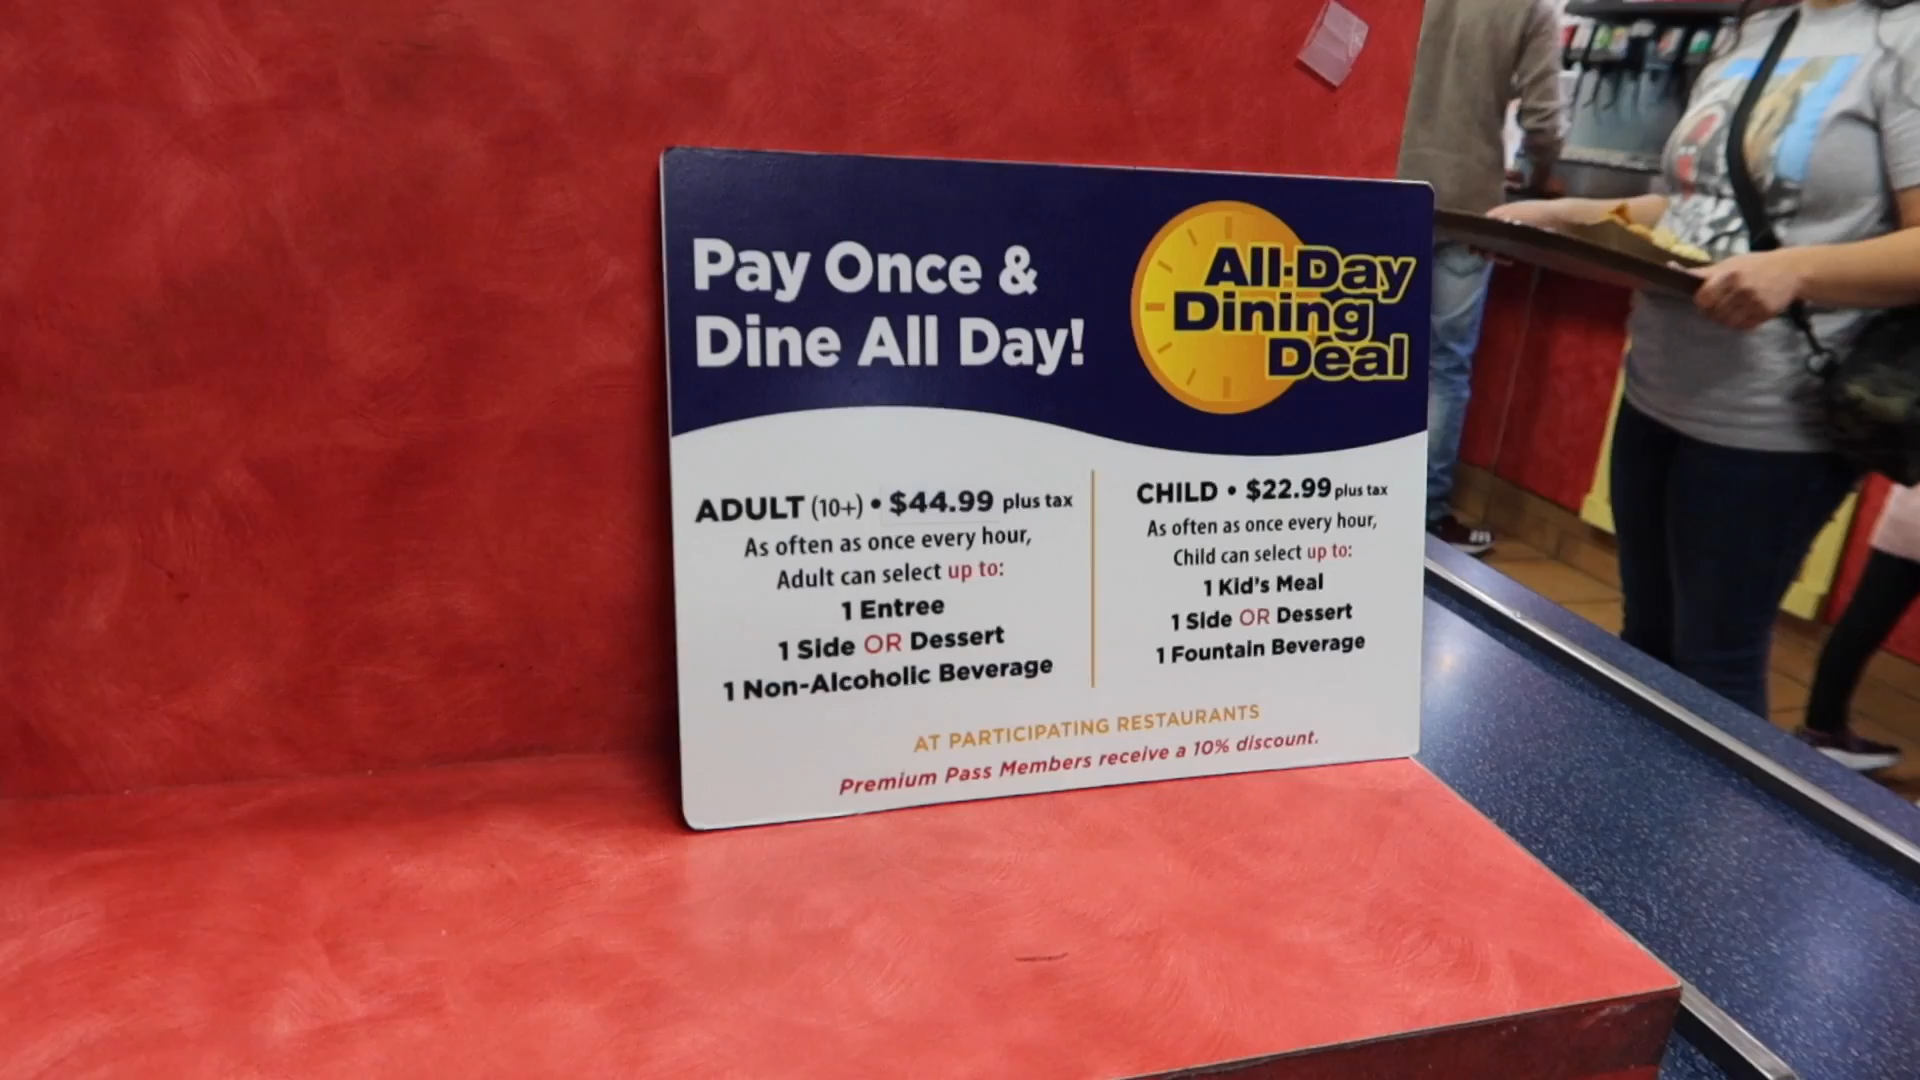 Pay Once &
Dine All Day!
All-Day
Dining
Deal
ADULT (10+) • $44.99 plus tax
As often as once every hour,
Adult can select up to:
1 Entree
1 Side OR Dessert
1 Non-Alcoholic Beverage
CHILD • $22.99 plus tax
As often as once every hour,
Child can select up to:
1 Kid's Meal
1 Side OR Dessert
1 Fountain Beverage
AT PARTICIPATING RESTAURANTS
Premium Pass Members receive a 10% discount.